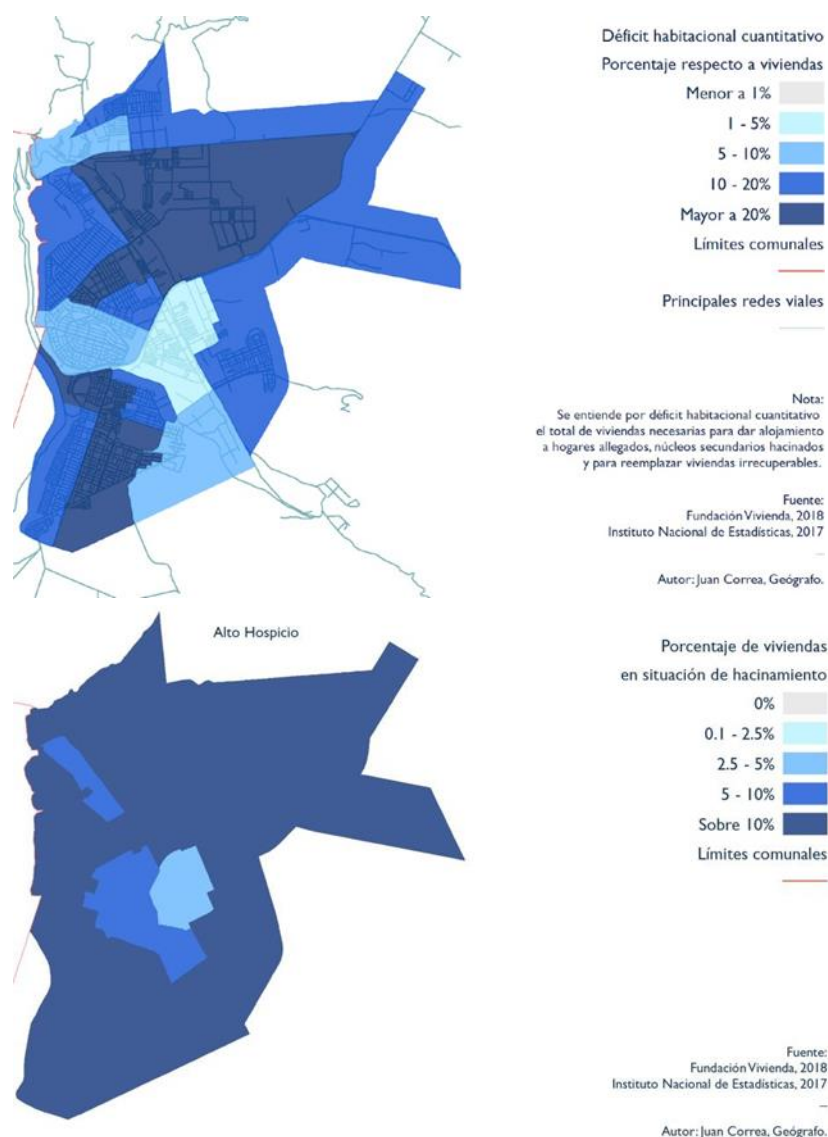 Déficit habitacional cuantitativo
Porcentaje respecto a viviendas
Menor a 1%
1 - 5%
5 - 10%
10 - 20%
Mayor a 20%
Límites comunales
Principales redes viales
Nota:
Se entiende por déficit habitacional cuantitativo
el total de viviendas necesarias para dar alojamiento
a hogares allegados, núcleos secundarios hacinados
y para reemplazar viviendas irrecuperables.
Fuente:
Fundación Vivienda, 2018
Instituto Nacional de Estadísticas, 2017
Autor: Juan Correa, Geógrafo.
Alto Hospicio
Porcentaje de viviendas
en situación de hacinamiento
0%
0.1 - 2.5%
2.5 - 5%
5 - 10%
Sobre 10%
Límites comunales
Fuente:
Fundación Vivienda, 2018
Instituto Nacional de Estadísticas, 2017
Autor: Juan Correa, Geógrafo.